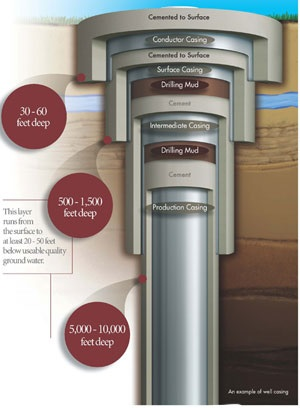 Cemented to Surface
Conductor Casing
Cemented to Surface
Surface Casing
Drilling Mud
Cement
Intermediate Casing
Drilling Mud
Cement
Production Casing
30 - 60
feet deep
500 - 1,500
feet deep
This layer
runs from
the surface to
at least 20 - 50 feet
below useable quality
ground water.
5,000 - 10,000
feet deep
An example of well casing